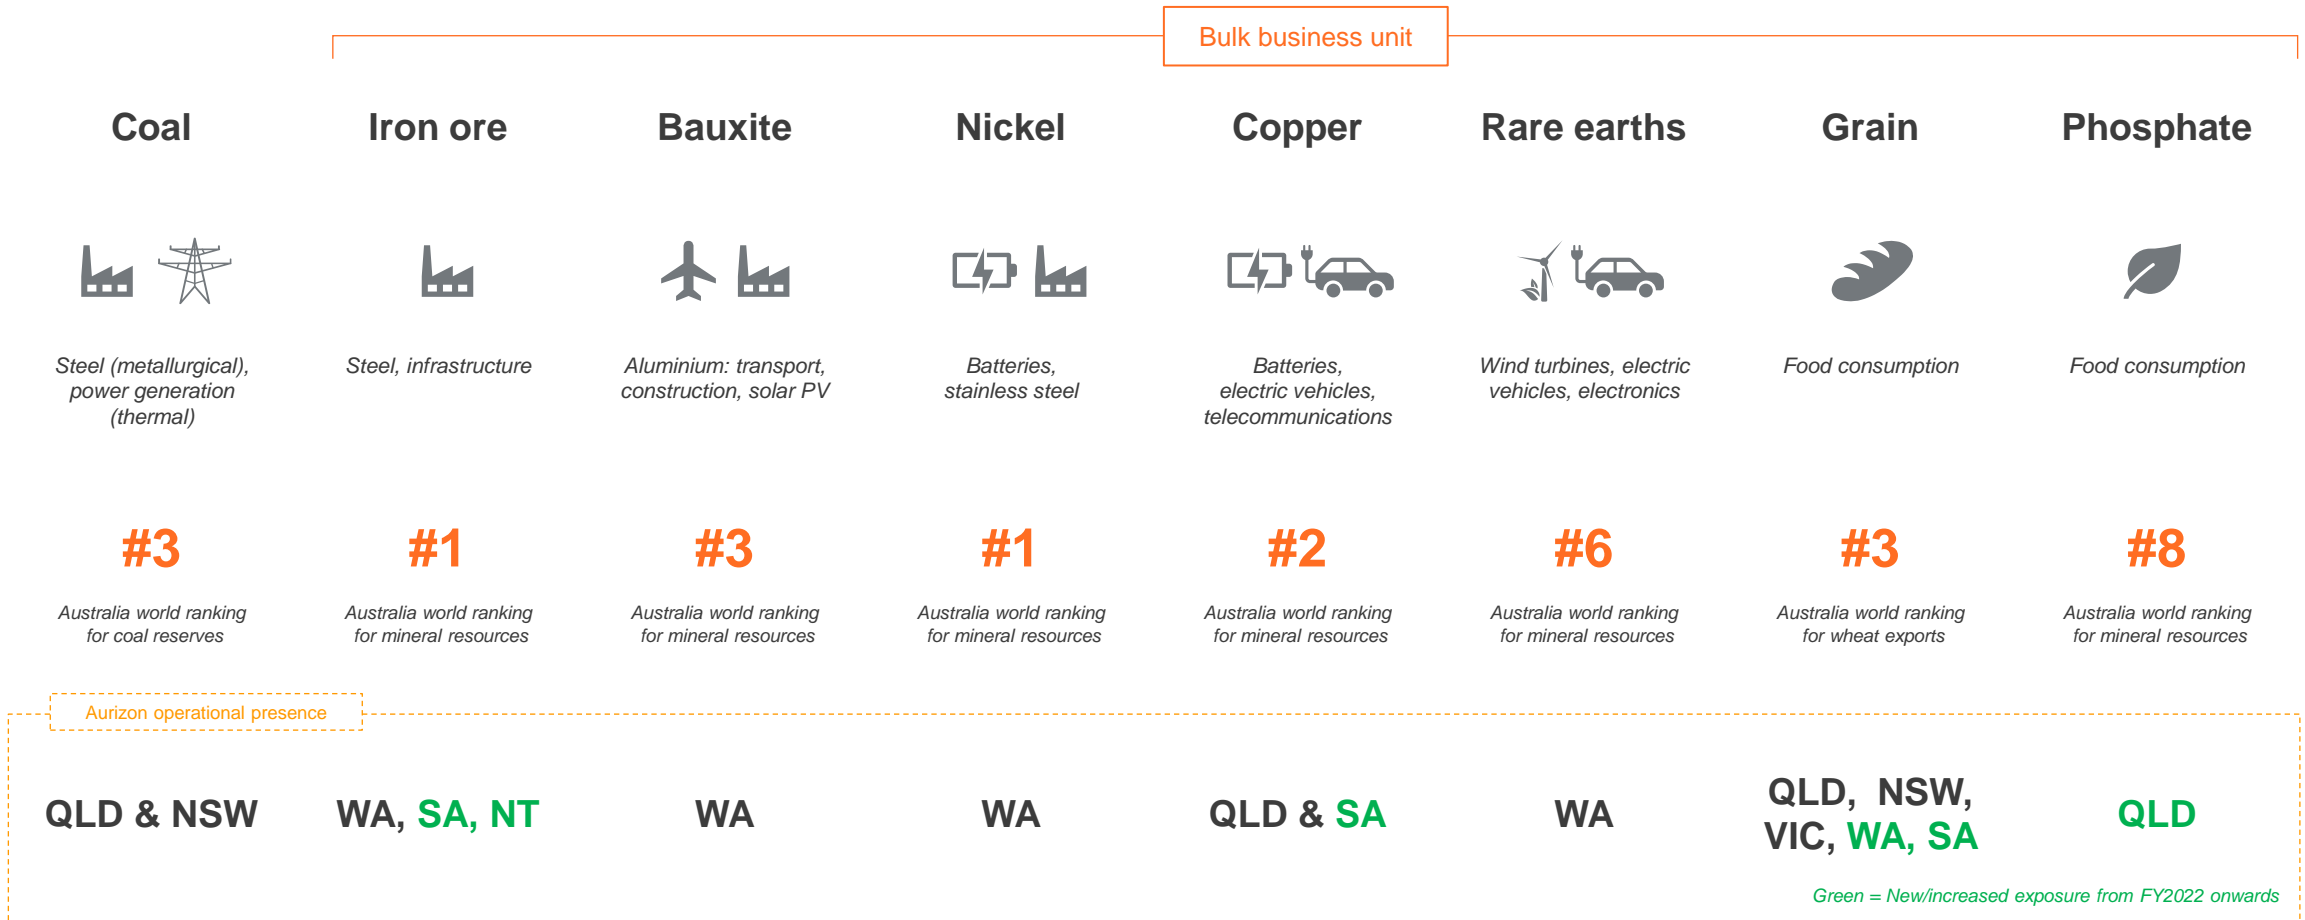 Bulk business unit
Coal
Iron ore
Bauxite
Nickel
Copper
Rare earths
Grain
Phosphate
Steel (metallurgical),
power generation
(thermal)
Steel, infrastructure
Aluminium: transport,
construction, solar PV
Batteries,
stainless steel
Batteries,
electric vehicles,
telecommunications
Wind turbines, electric
vehicles, electronics
Food consumption
Food consumption
#3
#1
#3
#1
#2
#6
#3
#8
Australia world ranking
for coal reserves
Australia world ranking
for mineral resources
Australia world ranking
for mineral resources
Australia world ranking
for mineral resources
Australia world ranking
for mineral resources
Australia world ranking
for mineral resources
Australia world ranking
for wheat exports
Australia world ranking
for mineral resources
Aurizon operational presence
QLD & NSW
WA, SA, NT
WA
WA
QLD & SA
WA
QLD, NSW,
VIC, WA, SA
QLD
Green = New/increased exposure from FY2022 onwards